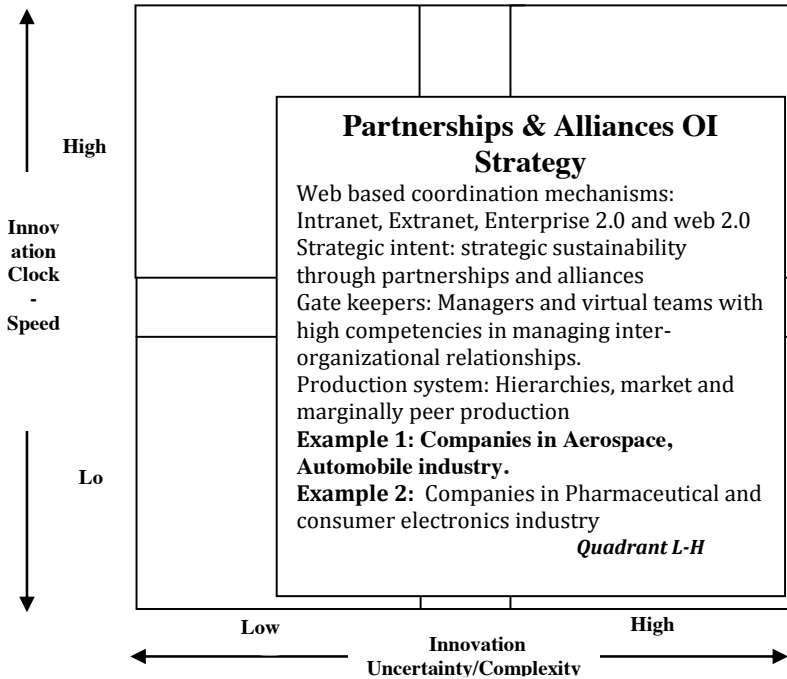 High
Innov
ation
Clock
-
Speed
Lo
Partnerships & Alliances OI
Strategy
Web based coordination mechanisms:
Intranet, Extranet, Enterprise 2.0 and web 2.0
Strategic intent: strategic sustainability
through partnerships and alliances
Gate keepers: Managers and virtual teams with
high competencies in managing inter-
organizational relationships.
Production system: Hierarchies, market and
marginally peer production
Example 1: Companies in Aerospace,
Automobile industry.
Example 2: Companies in Pharmaceutical and
consumer electronics industry
Quadrant L-H
Low
High
Innovation
Uncertainty/Complexity